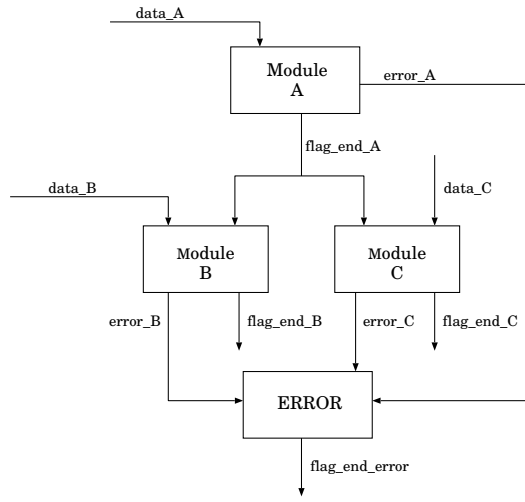 data_A
Module
A
error_A
flag_end_A
data_B
data_C
Module
B
Module
C
error_B
flag_end_B
error_C
flag_end_C
ERROR
flag_end_error